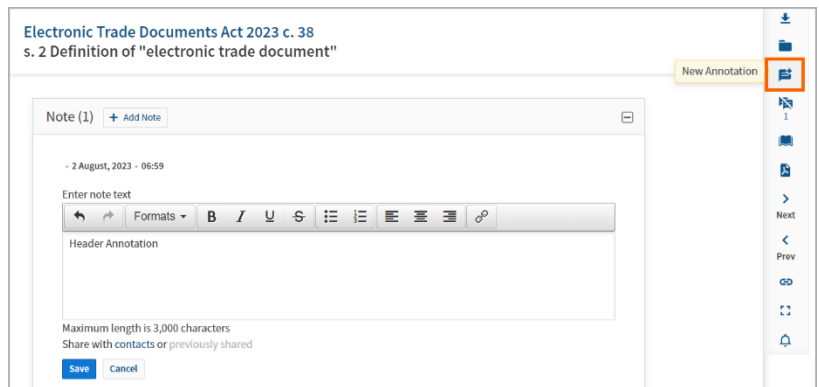 Electronic Trade Documents Act 2023 c. 38
s. 2 Definition of "electronic trade document"
New Annotation
Note (1) + Add Note
1
- 2 August, 2023 - 06:59
Enter note text
Formats B I U S
Header Annotation
Next
Prev
Maximum length is 3,000 characters
Share with contacts or previously shared
Save Cancel